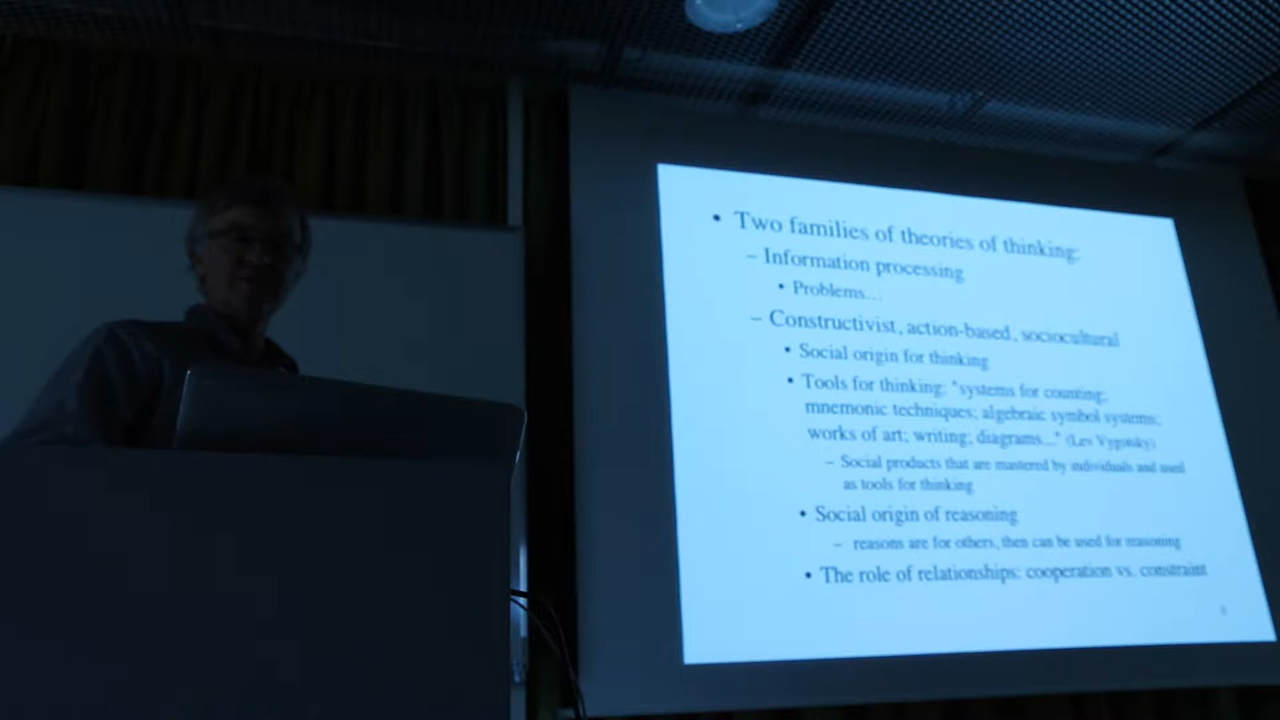 • Two families of theories of thinking:
– Information processing
• Problems…
– Constructivist, action-based, sociocultural
• Social origin for thinking
• Tools for thinking: "systems for counting;
mnemonic techniques; algebraic symbol systems;
works of art; writing; diagrams..." (Lev Vygotsky)
– Social products that are mastered by individuals and used
as tools for thinking
• Social origin of reasoning
– reasons are for others, then can be used for reasoning
• The role of relationships: cooperation vs. constraint